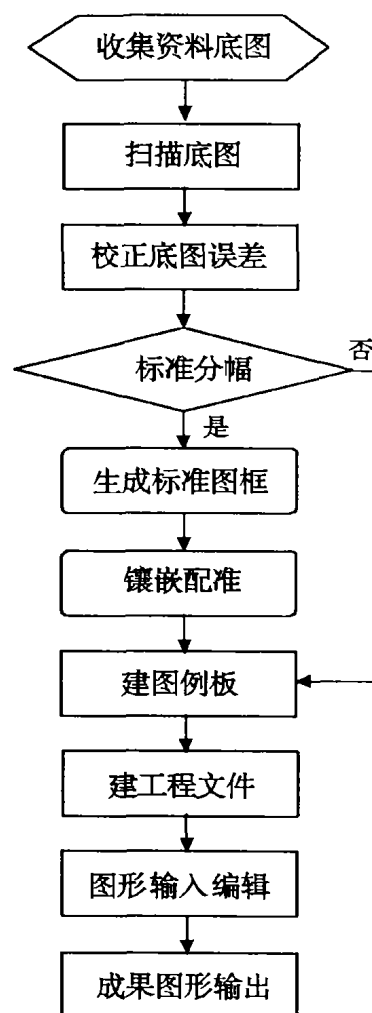 收集资料底图
扫描底图
校正底图误差
标准分幅
否
是
生成标准图框
镶嵌配准
建图例板
建工程文件
图形输入编辑
成果图形输出